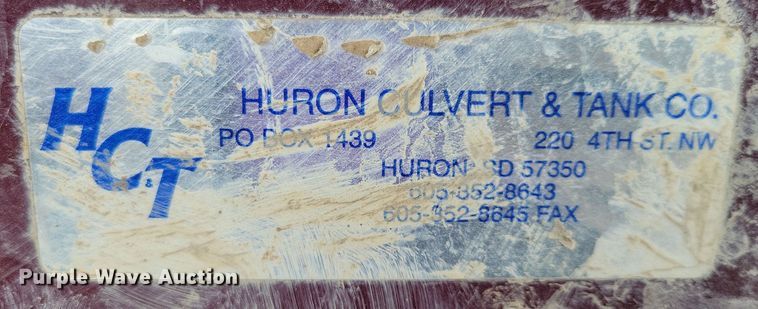 HC&T
HURON CULVERT & TANK CO.
PO BOX 1439 220 4TH ST. NW
HURON SD 57350
605-352-8643
605-352-8645 FAX
Purple Wave Auction